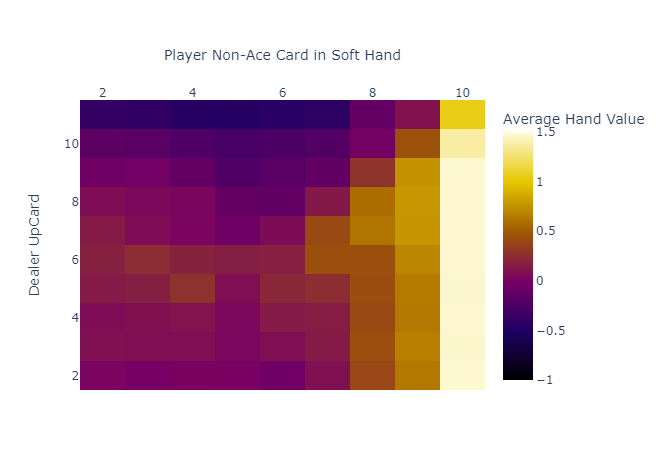 Player Non-Ace Card in Soft Hand
2 4 6 8 10
Average Hand Value
Dealer UpCard
10
8
6
4
2
1.5
1
0.5
0
−0.5
−1